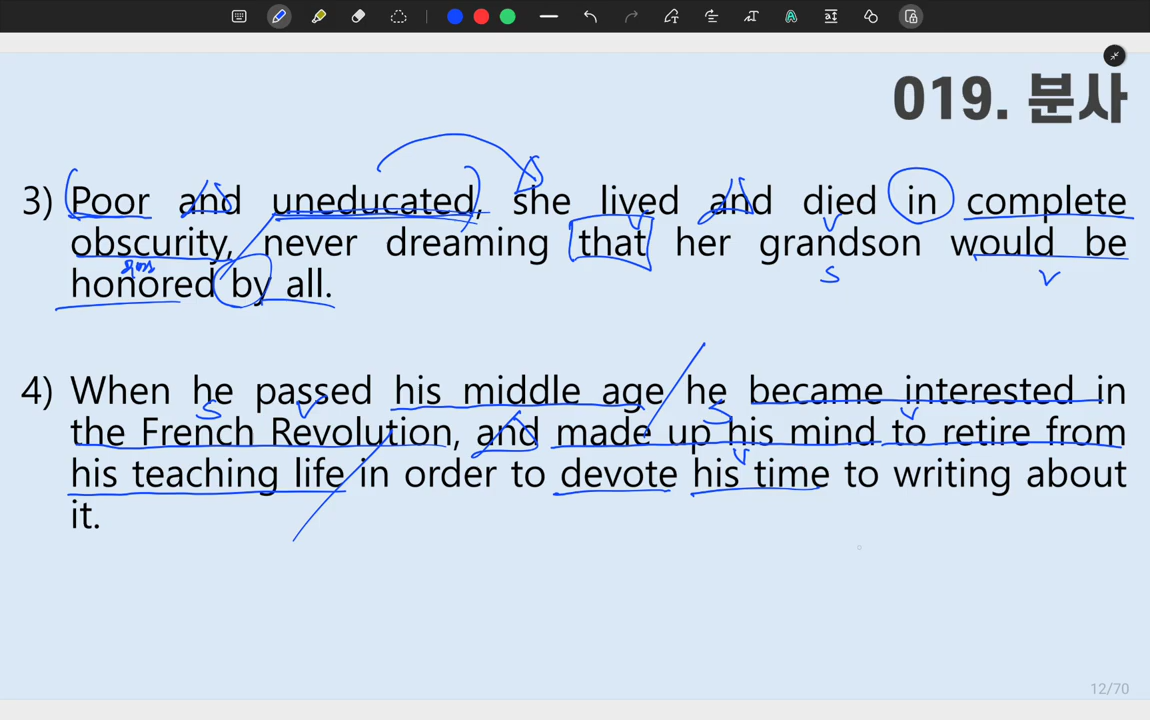 019. 분사
3) Poor and uneducated, she lived and died in complete
obscurity, never dreaming that her grandson would be
honored by all.
S
V
4) When he passed his middle age he became interested in
S V S V
the French Revolution, and made up his mind to retire from
V
his teaching life in order to devote his time to writing about
it.
12/70